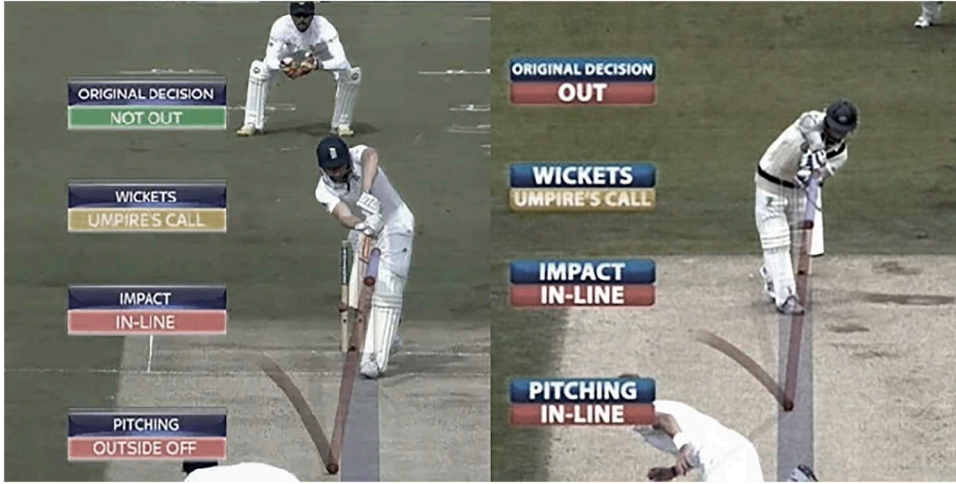 ORIGINAL DECISION
NOT OUT
WICKETS
UMPIRE'S CALL
IMPACT
IN-LINE
PITCHING
OUTSIDE OFF
ORIGINAL DECISION
OUT
WICKETS
UMPIRE'S CALL
IMPACT
IN-LINE
PITCHING
IN-LINE